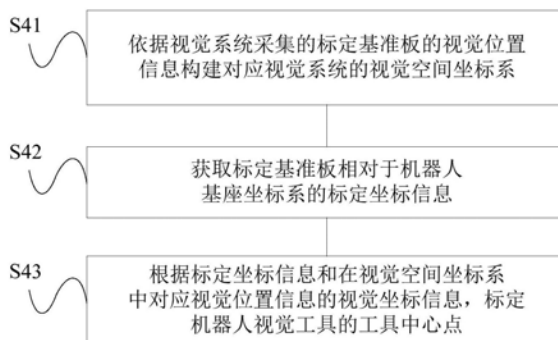 S41
依据视觉系统采集的标定基准板的视觉位置
信息构建对应视觉系统的视觉空间坐标系
S42
获取标定基准板相对于机器人
基座坐标系的标定坐标信息
S43
根据标定坐标信息和在视觉空间坐标系
中对应视觉位置信息的视觉坐标信息，标定
机器人视觉工具的工具中心点